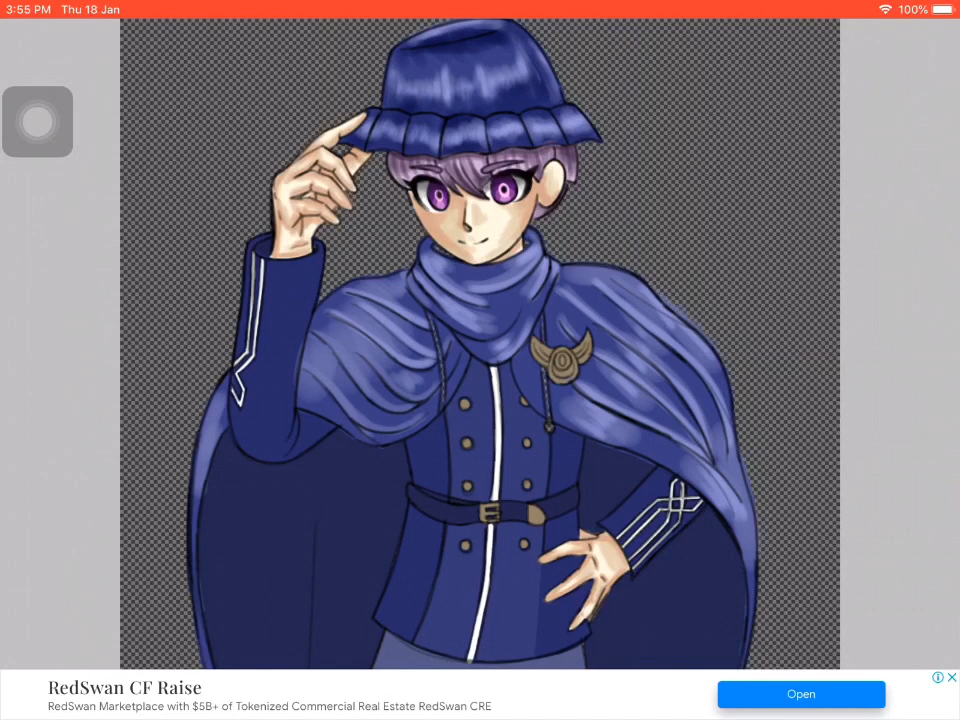 3:55 PM Thu 18 Jan 100%
RedSwan CF Raise
RedSwan Marketplace with $5B+ of Tokenized Commercial Real Estate RedSwan CRE
Open